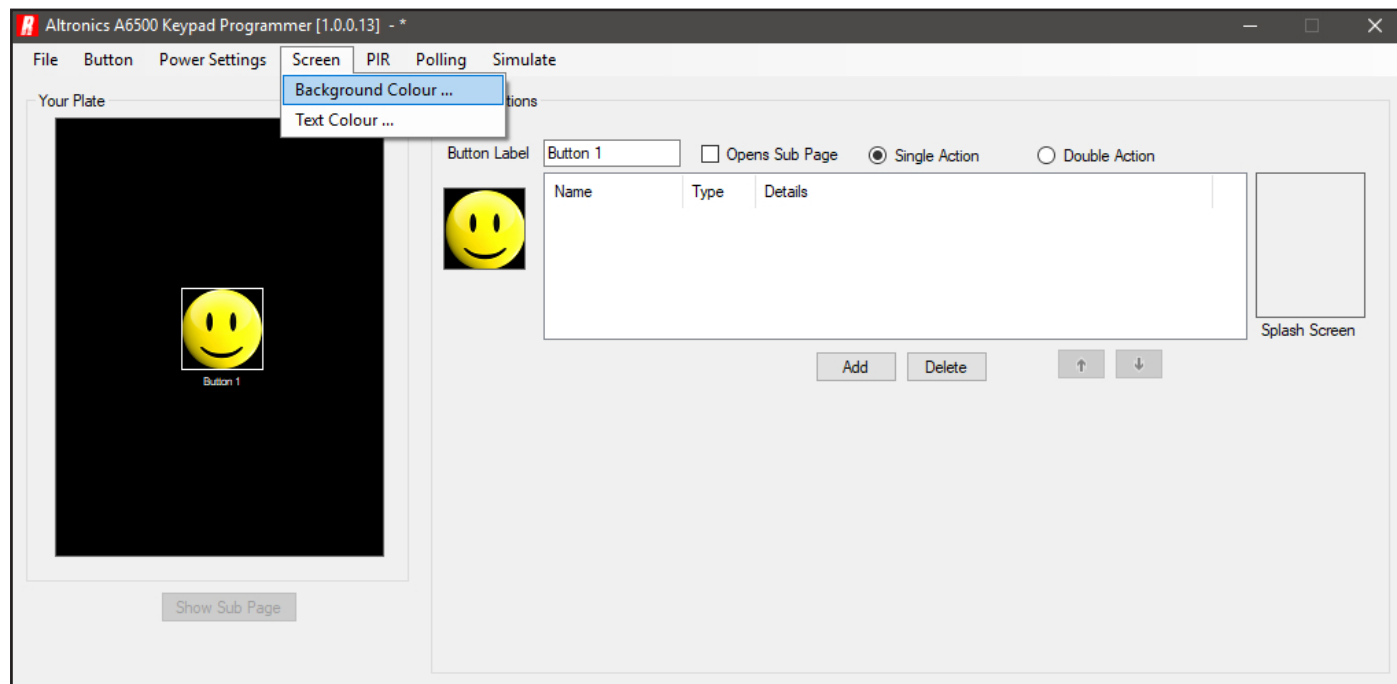 R Altronics A6500 Keypad Programmer [1.0.0.13] - *
File Button Power Settings Screen PIR Polling Simulate
Background Colour ...
Text Colour ...
Your Plate
tions
Button Label Button 1 Opens Sub Page Single Action Double Action
Name Type Details
Splash Screen
Add Delete
Button 1
Show Sub Page